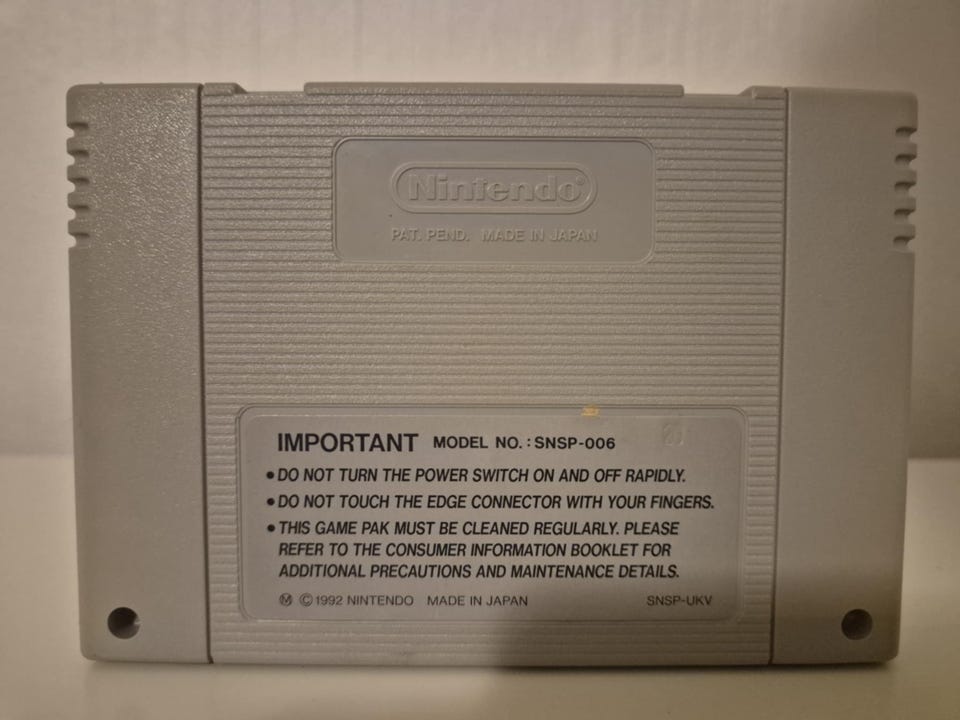 Nintendo®
PAT. PEND. MADE IN JAPAN
IMPORTANT MODEL NO. : SNSP-006
• DO NOT TURN THE POWER SWITCH ON AND OFF RAPIDLY.
• DO NOT TOUCH THE EDGE CONNECTOR WITH YOUR FINGERS.
• THIS GAME PAK MUST BE CLEANED REGULARLY. PLEASE
REFER TO THE CONSUMER INFORMATION BOOKLET FOR
ADDITIONAL PRECAUTIONS AND MAINTENANCE DETAILS.
Ⓜ © 1992 NINTENDO MADE IN JAPAN SNSP-UKV